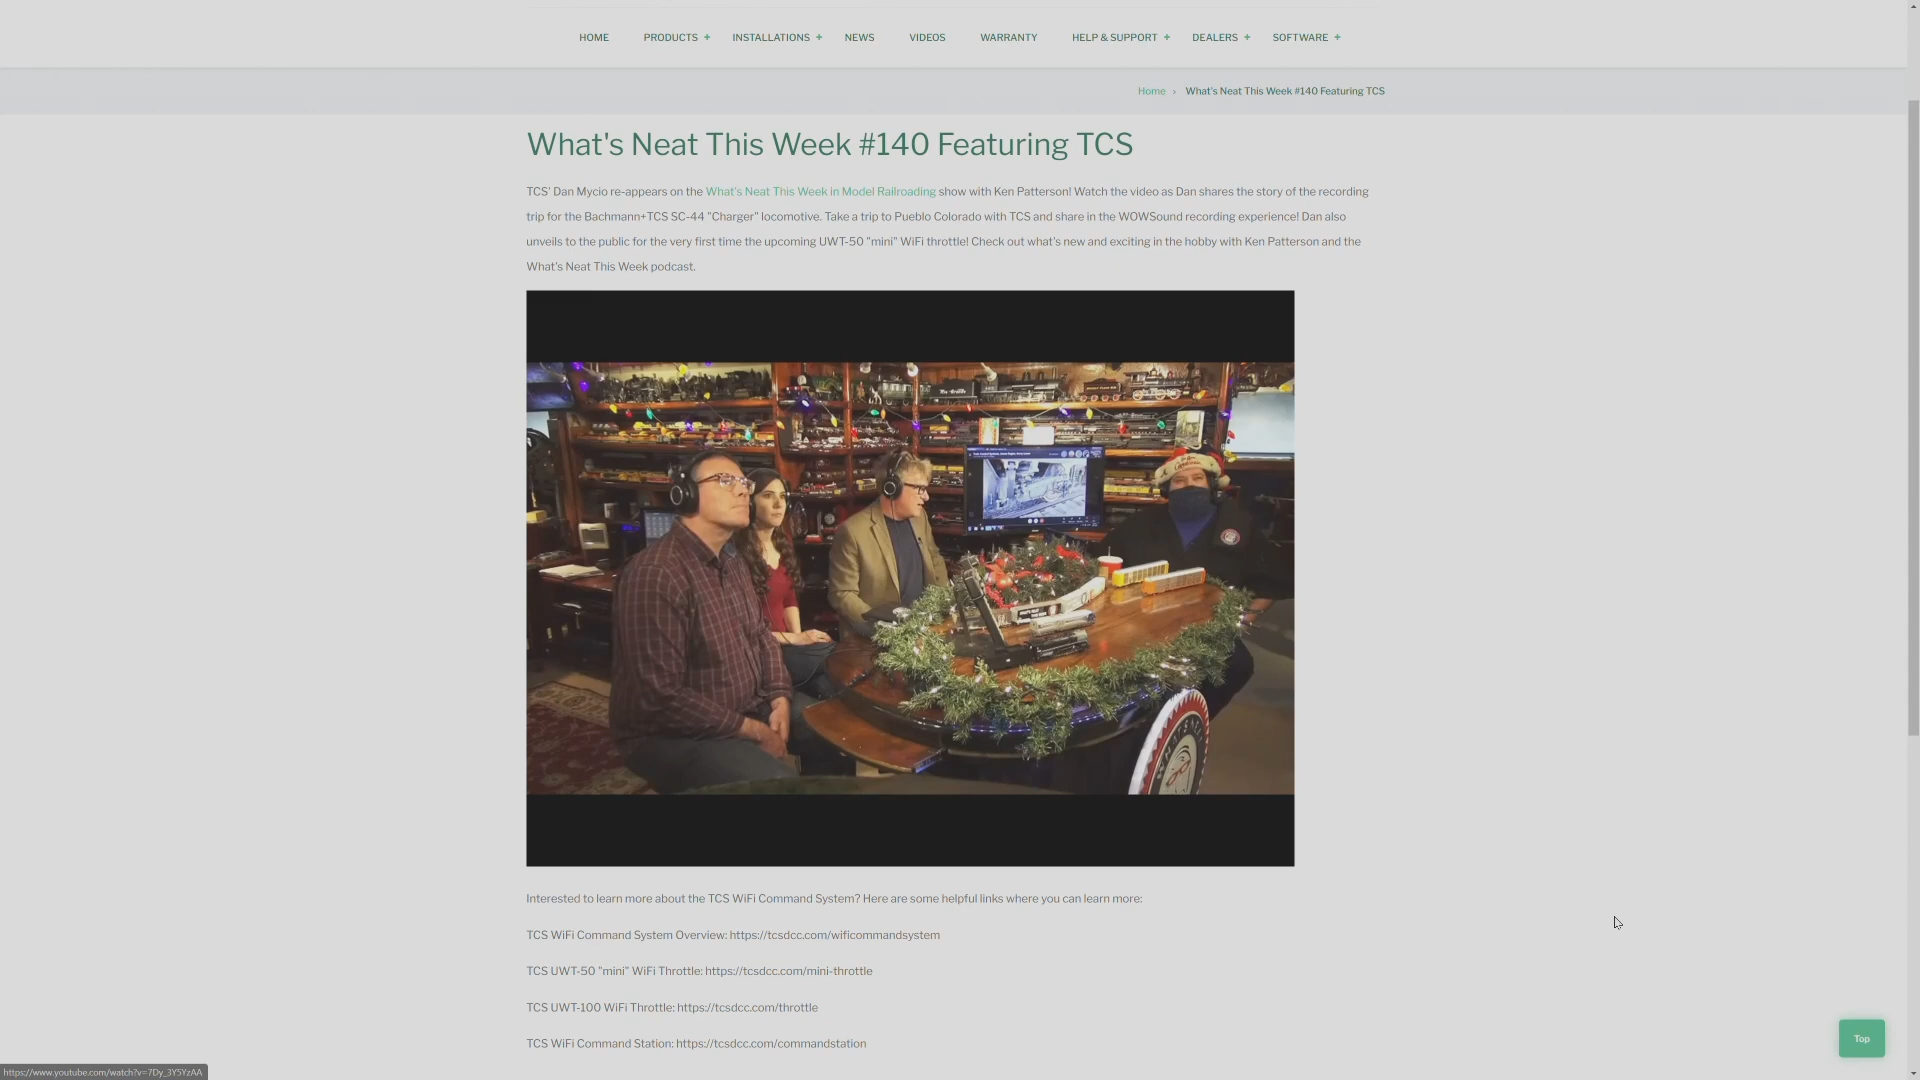 HOME PRODUCTS + INSTALLATIONS + NEWS VIDEOS WARRANTY HELP & SUPPORT + DEALERS + SOFTWARE +
Home › What's Neat This Week #140 Featuring TCS
What's Neat This Week #140 Featuring TCS
TCS' Dan Mycio re-appears on the What's Neat This Week in Model Railroading show with Ken Patterson! Watch the video as Dan shares the story of the recording
trip for the Bachmann+TCS SC-44 "Charger" locomotive. Take a trip to Pueblo Colorado with TCS and share in the WOWSound recording experience! Dan also
unveils to the public for the very first time the upcoming UWT-50 "mini" WiFi throttle! Check out what's new and exciting in the hobby with Ken Patterson and the
What's Neat This Week podcast.
Interested to learn more about the TCS WiFi Command System? Here are some helpful links where you can learn more:
TCS WiFi Command System Overview: https://tcsdcc.com/wificommandsystem
TCS UWT-50 "mini" WiFi Throttle: https://tcsdcc.com/mini-throttle
TCS UWT-100 WiFi Throttle: https://tcsdcc.com/throttle
TCS WiFi Command Station: https://tcsdcc.com/commandstation
Top
https://www.youtube.com/watch?v=7Dy_3Y5YzAA